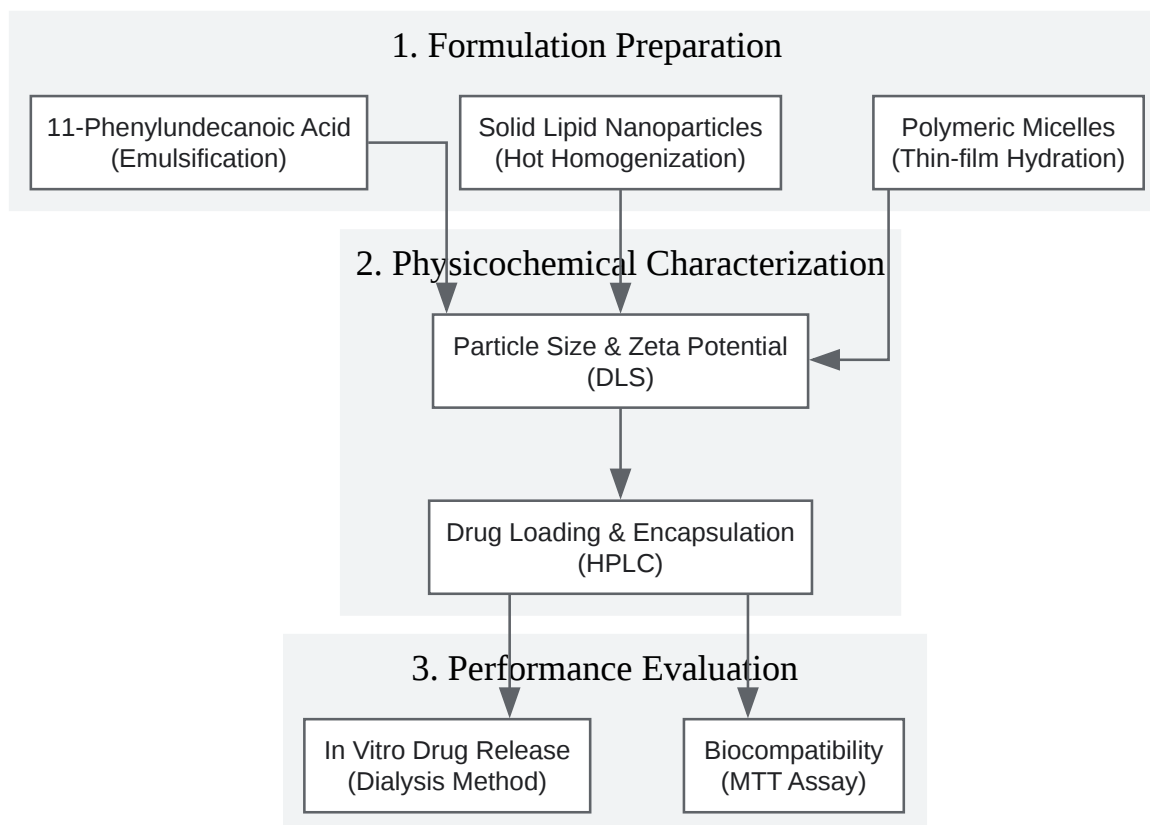 1. Formulation Preparation
11-Phenylundecanoic Acid
(Emulsification)
Solid Lipid Nanoparticles
(Hot Homogenization)
Polymeric Micelles
(Thin-film Hydration)
2. Physicochemical Characterization
Particle Size & Zeta Potential
(DLS)
Drug Loading & Encapsulation
(HPLC)
3. Performance Evaluation
In Vitro Drug Release
(Dialysis Method)
Biocompatibility
(MTT Assay)